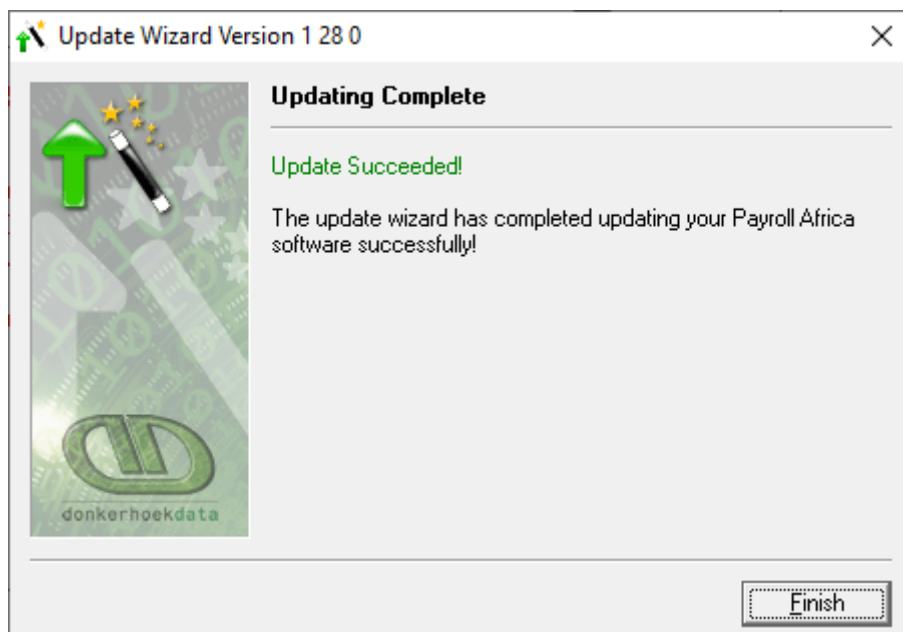 Update Wizard Version 1 28 0
Updating Complete
Update Succeeded!
The update wizard has completed updating your Payroll Africa
software successfully!
donkerhoekdata
Finish